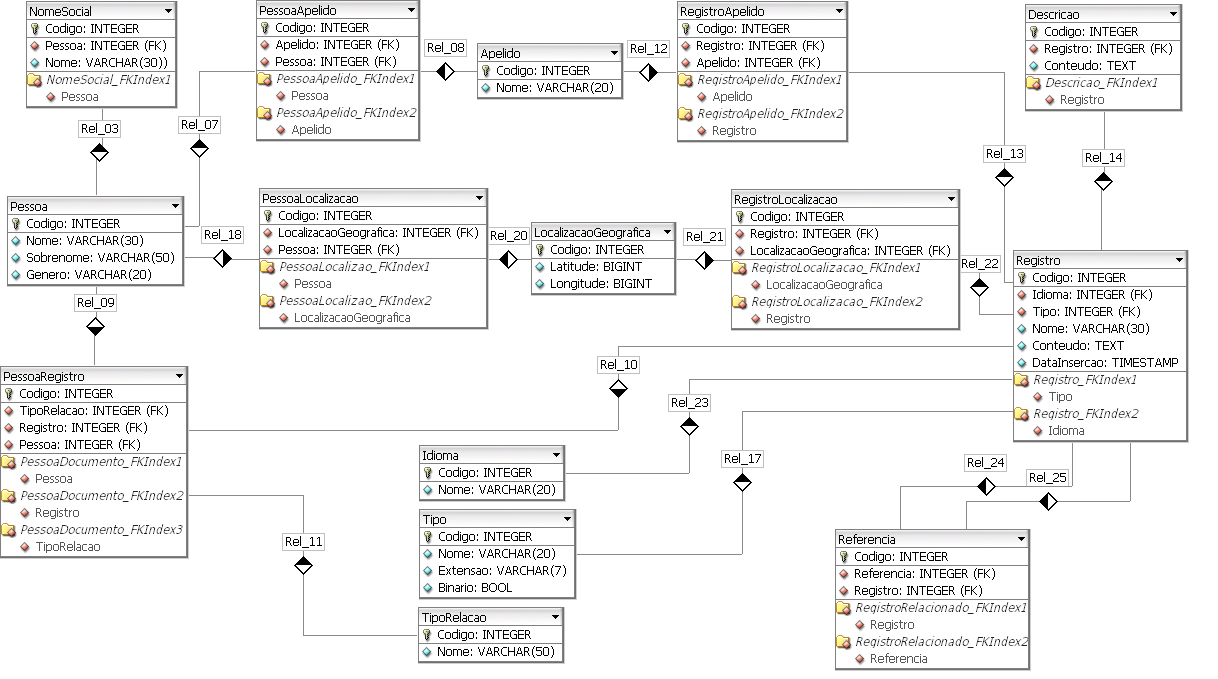 NomeSocial
Codigo: INTEGER
Pessoa: INTEGER (FK)
Nome: VARCHAR(30))
NomeSocial_FKIndex1
Pessoa
PessoaApelido
Codigo: INTEGER
Apelido: INTEGER (FK)
Pessoa: INTEGER (FK)
PessoaApelido_FKIndex1
Pessoa
PessoaApelido_FKIndex2
Apelido
Rel_08
Apelido
Codigo: INTEGER
Nome: VARCHAR(20)
Rel_12
RegistroApelido
Codigo: INTEGER
Registro: INTEGER (FK)
Apelido: INTEGER (FK)
RegistroApelido_FKIndex1
Apelido
RegistroApelido_FKIndex2
Registro
Descricao
Codigo: INTEGER
Registro: INTEGER (FK)
Conteudo: TEXT
Descricao_FKIndex1
Registro
Rel_03
Rel_07
Rel_13
Rel_14
Pessoa
Codigo: INTEGER
Nome: VARCHAR(30)
Sobrenome: VARCHAR(50)
Genero: VARCHAR(20)
Rel_18
PessoaLocalizacao
Codigo: INTEGER
LocalizacaoGeografica: INTEGER (FK)
Pessoa: INTEGER (FK)
PessoaLocalizao_FKIndex1
Pessoa
PessoaLocalizao_FKIndex2
LocalizacaoGeografica
Rel_20
LocalizacaoGeografica
Codigo: INTEGER
Latitude: BIGINT
Longitude: BIGINT
Rel_21
RegistroLocalizacao
Codigo: INTEGER
Registro: INTEGER (FK)
LocalizacaoGeografica: INTEGER (FK)
RegistroLocalizacao_FKIndex1
LocalizacaoGeografica
RegistroLocalizacao_FKIndex2
Registro
Rel_22
Registro
Codigo: INTEGER
Idioma: INTEGER (FK)
Tipo: INTEGER (FK)
Nome: VARCHAR(30)
Conteudo: TEXT
DataInsercao: TIMESTAMP
Registro_FKIndex1
Tipo
Registro_FKIndex2
Idioma
Rel_09
PessoaRegistro
Codigo: INTEGER
TipoRelacao: INTEGER (FK)
Registro: INTEGER (FK)
Pessoa: INTEGER (FK)
PessoaDocumento_FKIndex1
Pessoa
PessoaDocumento_FKIndex2
Registro
PessoaDocumento_FKIndex3
TipoRelacao
Rel_10
Rel_23
Rel_17
Idioma
Codigo: INTEGER
Nome: VARCHAR(20)
Tipo
Codigo: INTEGER
Nome: VARCHAR(20)
Extensao: VARCHAR(7)
Binario: BOOL
Rel_11
TipoRelacao
Codigo: INTEGER
Nome: VARCHAR(50)
Rel_24
Rel_25
Referencia
Codigo: INTEGER
Referencia: INTEGER (FK)
Registro: INTEGER (FK)
RegistroRelacionado_FKIndex1
Registro
RegistroRelacionado_FKIndex2
Referencia